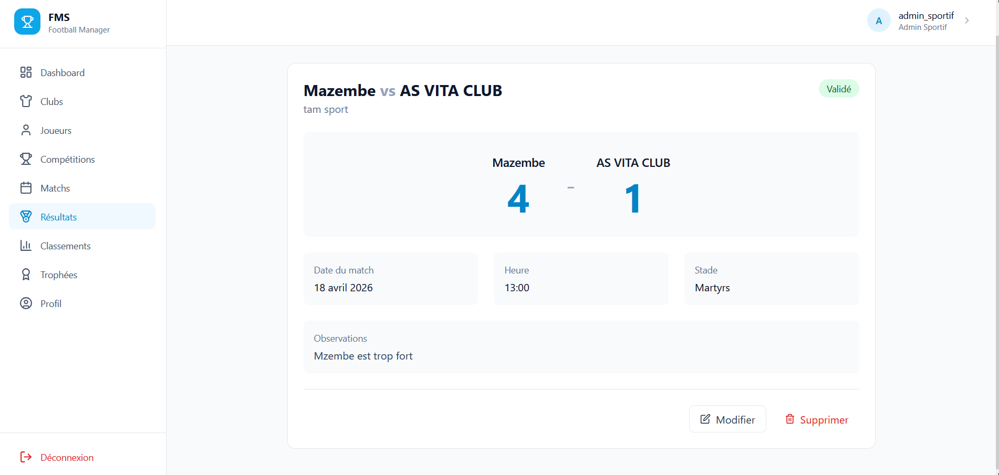 FMS
Football Manager
Dashboard
Clubs
Joueurs
Compétitions
Matchs
Résultats
Classements
Trophées
Profil
Déconnexion
A
admin_sportif
Admin Sportif
Mazembe vs AS VITA CLUB
Validé
tam sport
Mazembe
AS VITA CLUB
4 - 1
Date du match
18 avril 2026
Heure
13:00
Stade
Martyrs
Observations
Mzembe est trop fort
Modifier
Supprimer